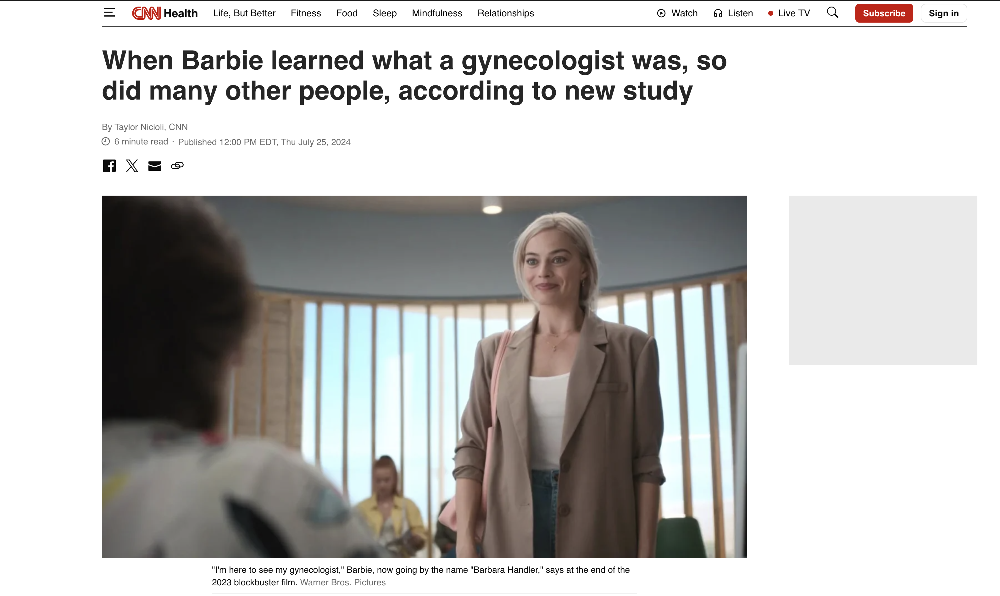 CNN Health Life, But Better Fitness Food Sleep Mindfulness Relationships Watch Listen Live TV Subscribe Sign in
When Barbie learned what a gynecologist was, so
did many other people, according to new study
By Taylor Nicioli, CNN
6 minute read · Published 12:00 PM EDT, Thu July 25, 2024
"I'm here to see my gynecologist," Barbie, now going by the name "Barbara Handler," says at the end of the
2023 blockbuster film. Warner Bros. Pictures